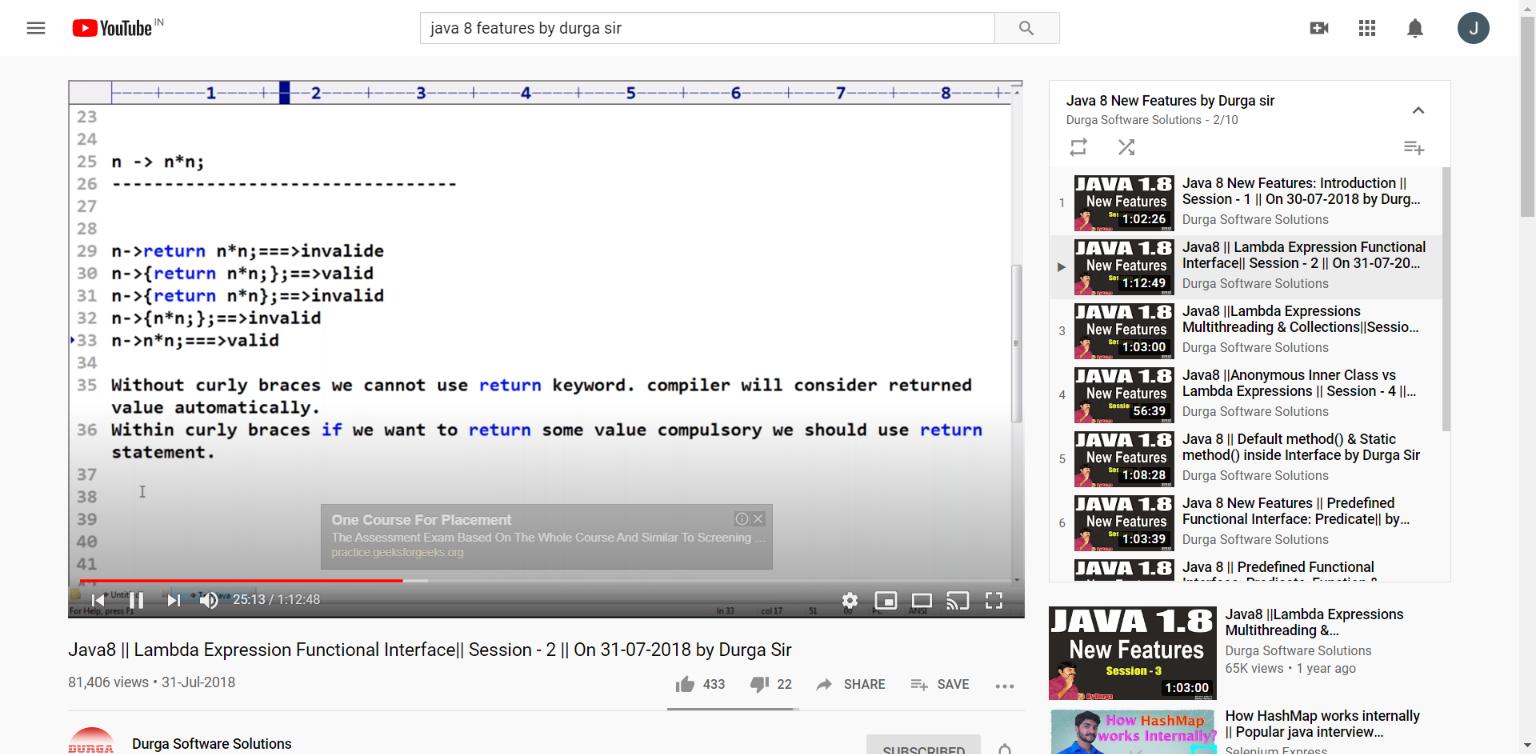 YouTube IN
java 8 features by durga sir
J
1 2 3 4 5 6 7 8
23
24
25 n -> n*n;
26 ---------------------------------
27
28
29 n->return n*n;===>invalide
30 n->{return n*n;};==>valid
31 n->{return n*n};==>invalid
32 n->{n*n;};==>invalid
33 n->n*n;===>valid
34
35 Without curly braces we cannot use return keyword. compiler will consider returned
value automatically.
36 Within curly braces if we want to return some value compulsory we should use return
statement.
37
38
39
40
41
One Course For Placement
The Assessment Exam Based On The Whole Course And Similar To Screening ...
practice.geeksforgeeks.org
25:13 / 1:12:48
For Help, press F1
ln 33 col 17 51 ANSI
Java8 || Lambda Expression Functional Interface|| Session - 2 || On 31-07-2018 by Durga Sir
81,406 views • 31-Jul-2018
433 22 SHARE SAVE
DURGA
Durga Software Solutions
SUBSCRIBED
Java 8 New Features by Durga sir
Durga Software Solutions - 2/10
1
JAVA 1.8
New Features
1:02:26
Java 8 New Features: Introduction ||
Session - 1 || On 30-07-2018 by Durg...
Durga Software Solutions
JAVA 1.8
New Features
1:12:49
Java8 || Lambda Expression Functional
Interface|| Session - 2 || On 31-07-20...
Durga Software Solutions
3
JAVA 1.8
New Features
1:03:00
Java8 ||Lambda Expressions
Multithreading & Collections||Sessio...
Durga Software Solutions
4
JAVA 1.8
New Features
56:39
Java8 ||Anonymous Inner Class vs
Lambda Expressions || Session - 4 ||...
Durga Software Solutions
5
JAVA 1.8
New Features
1:08:28
Java 8 || Default method() & Static
method() inside Interface by Durga Sir
Durga Software Solutions
6
JAVA 1.8
New Features
1:03:39
Java 8 New Features || Predefined
Functional Interface: Predicate|| by...
Durga Software Solutions
JAVA 1.8
Java 8 || Predefined Functional
Interface: Predicate, Function &
JAVA 1.8
New Features
Session - 3
By Durga
1:03:00
Java8 ||Lambda Expressions
Multithreading &...
Durga Software Solutions
65K views • 1 year ago
How HashMap
works Internally?
How HashMap works internally
|| Popular java interview...
Selenium Express